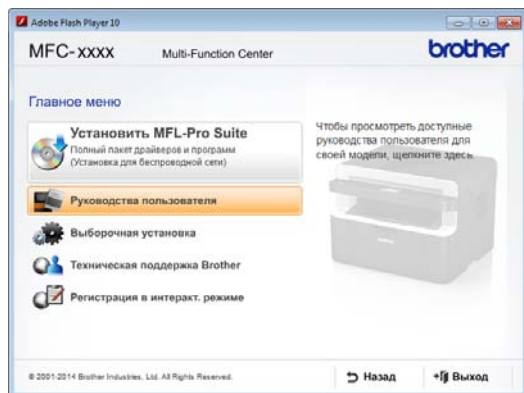 Adobe Flash Player 10
MFC-xxxx
Multi-Function Center
brother
Главное меню
Установить MFL-Pro Suite
Полный пакет драйверов и программ
(Установка для беспроводной сети)
Руководства пользователя
Выборочная установка
Техническая поддержка Brother
Регистрация в интеракт. режиме
Чтобы просмотреть доступные
руководства пользователя для
своей модели, щелкните здесь.
© 2001-2014 Brother Industries, Ltd. All Rights Reserved.
Назад
Выход